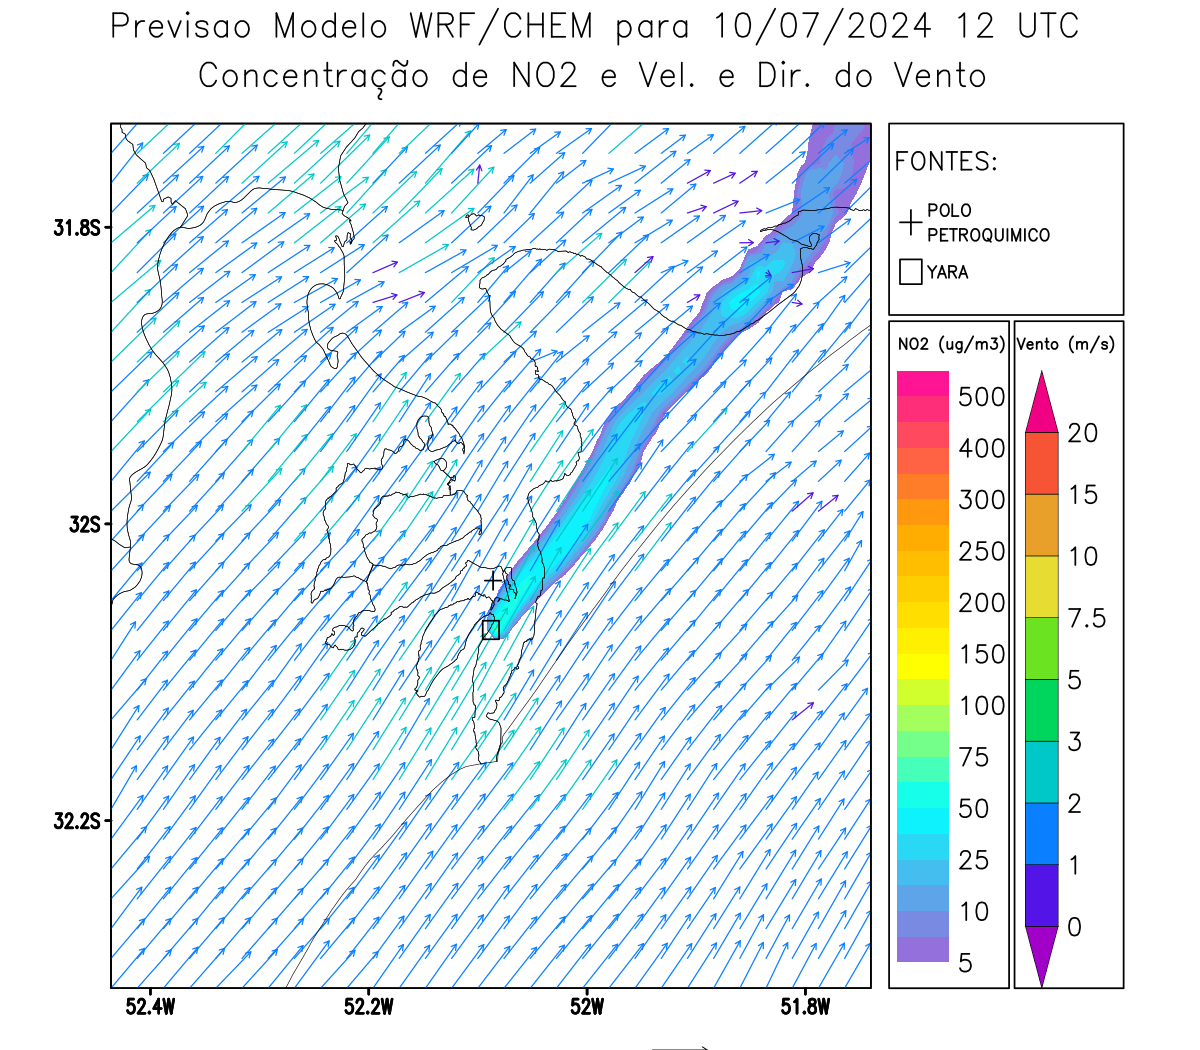 Previsao Modelo WRF/CHEM para 10/07/2024 12 UTC
Concentração de NO2 e Vel. e Dir. do Vento
FONTES:
POLO
PETROQUIMICO
YARA
NO2 (ug/m3)
500
400
300
250
200
150
100
75
50
25
10
5
Vento (m/s)
20
15
10
7.5
5
3
2
1
0
31.8S
32S
32.2S
52.4W
52.2W
52W
51.8W